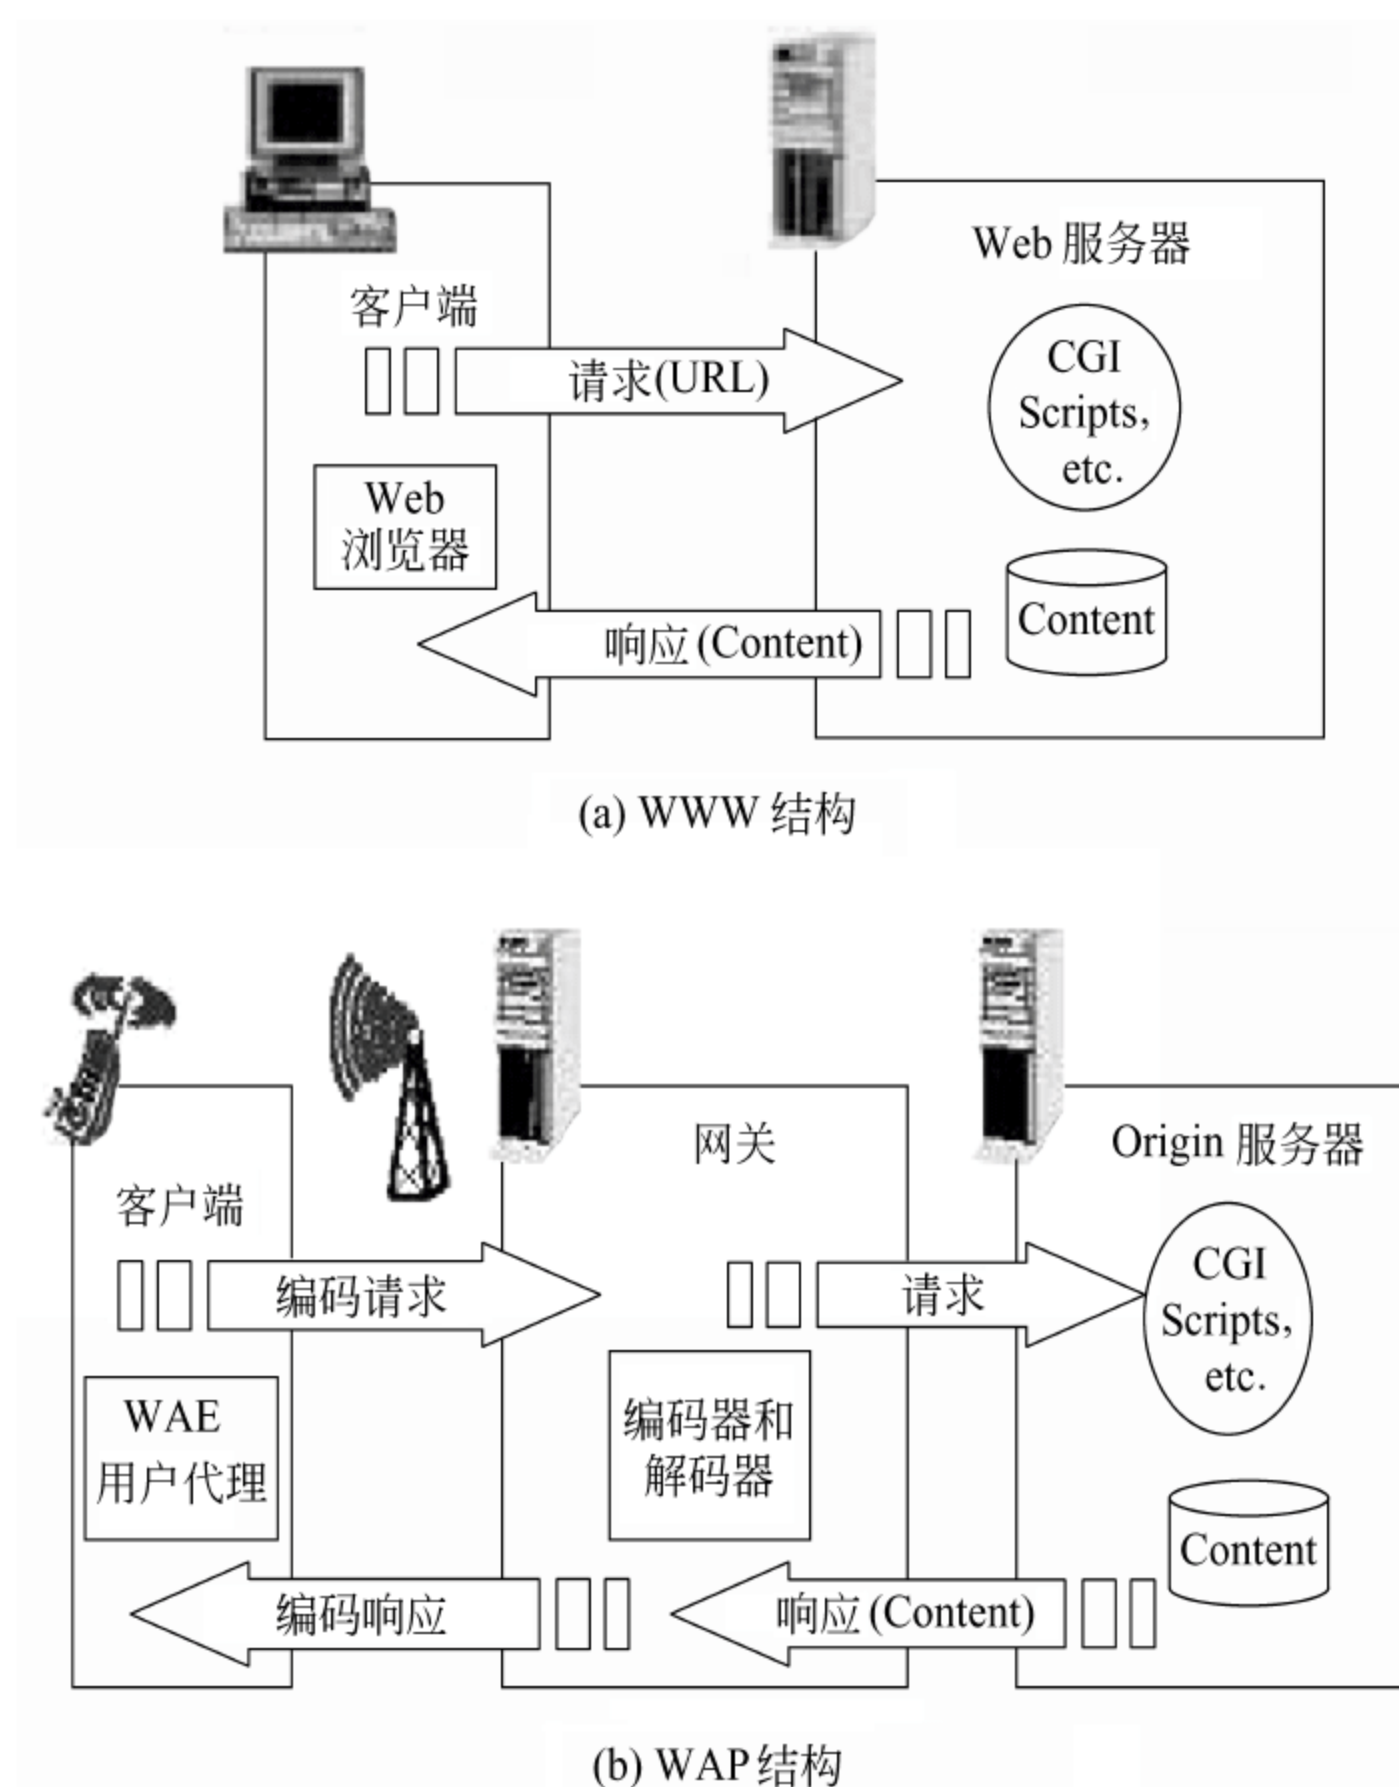 Web 服务器
客户端
请求(URL)
CGI
Scripts,
etc.
Web
浏览器
响应 (Content)
Content
(a) WWW 结构
网关
Origin 服务器
客户端
编码请求
请求
CGI
Scripts,
etc.
WAE
用户代理
编码器和
解码器
Content
编码响应
响应 (Content)
(b) WAP 结构